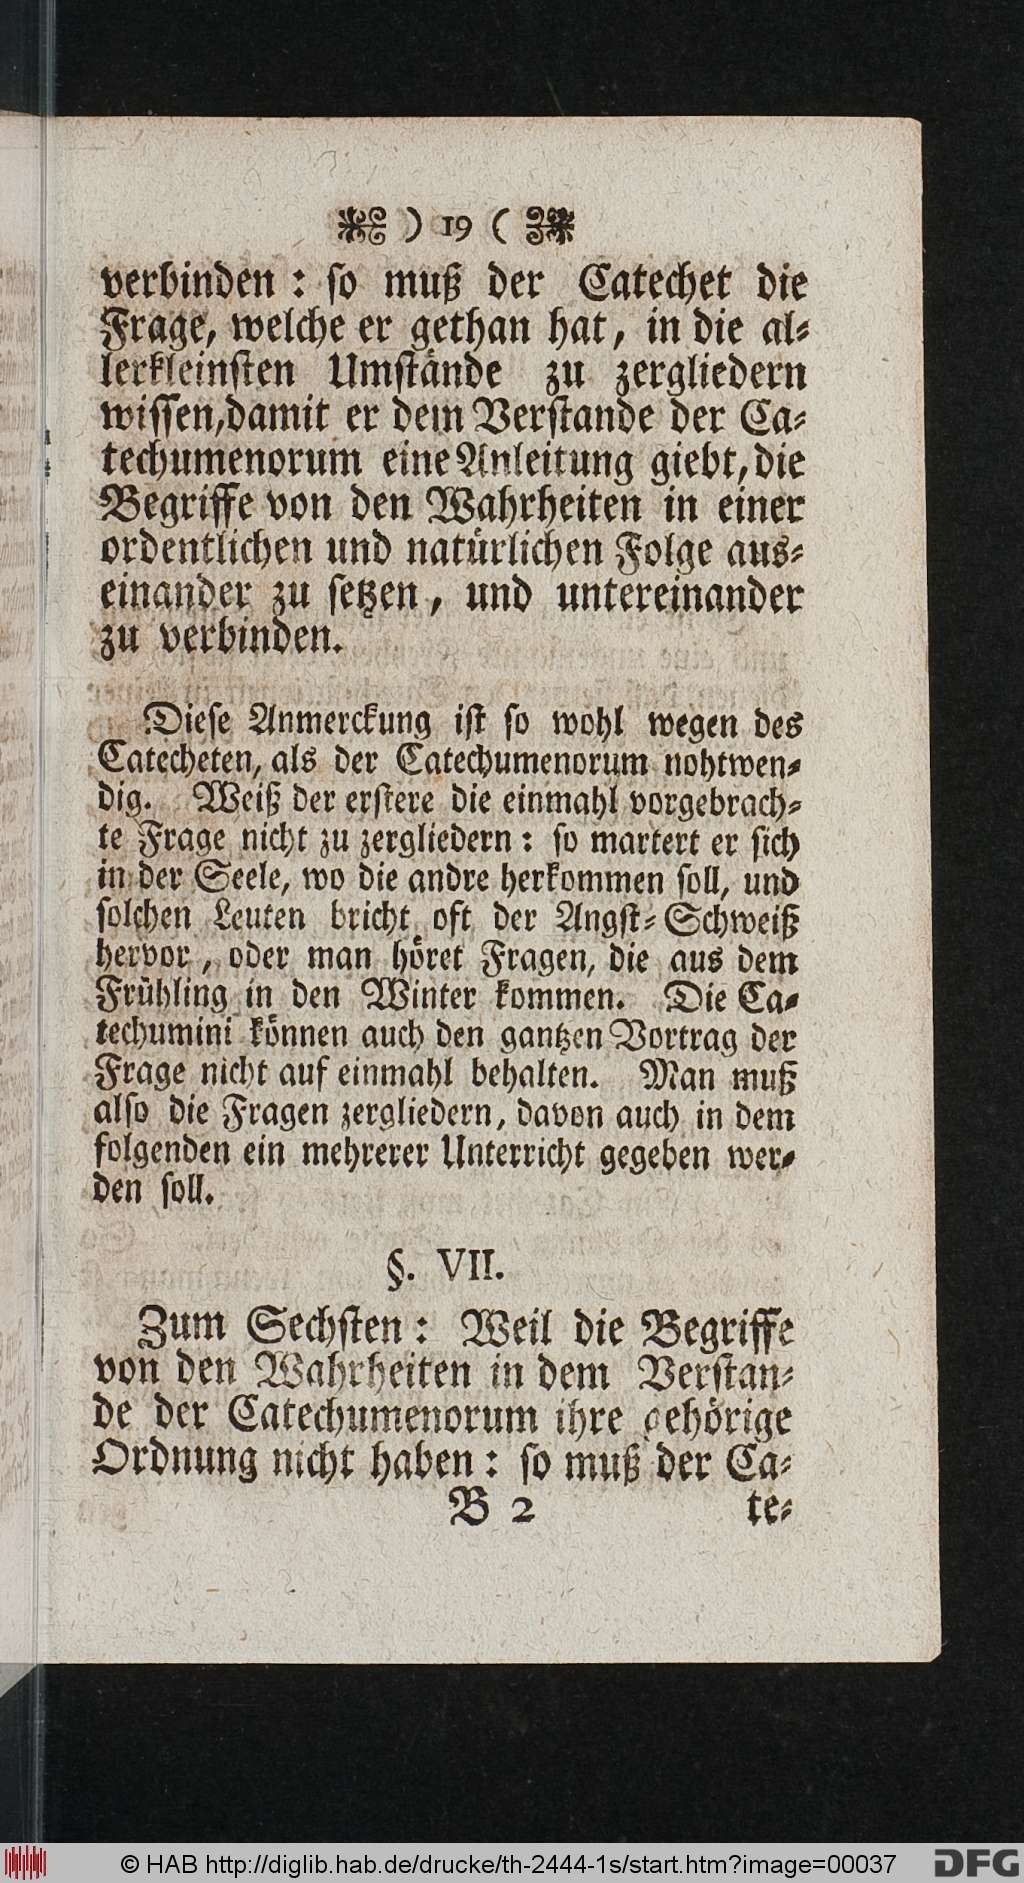 ) 19 (
verbinden : so muß der Catechet die
Frage, welche er gethan hat, in die al-
lerkleinsten Umstände zu zergliedern
wissen, damit er dem Verstande der Ca-
techumenorum eine Anleitung giebt, die
Begriffe von den Wahrheiten in einer
ordentlichen und natürlichen Folge aus-
einander zu setzen, und untereinander
zu verbinden.
Diese Anmerckung ist so wohl wegen des
Catecheten, als der Catechumenorum nohtwen-
dig. Weiß der erstere die einmahl vorgebrach-
te Frage nicht zu zergliedern : so martert er sich
in der Seele, wo die andre herkommen soll, und
solchen Leuten bricht oft der Angst-Schweiß
hervor, oder man höret Fragen, die aus dem
Frühling in den Winter kommen. Die Ca-
techumini können auch den gantzen Vortrag der
Frage nicht auf einmahl behalten. Man muß
also die Fragen zergliedern, davon auch in dem
folgenden ein mehrerer Unterricht gegeben wer-
den soll.
§. VII.
Zum Sechsten : Weil die Begriffe
von den Wahrheiten in dem Verstan-
de der Catechumenorum ihre gehörige
Ordnung nicht haben : so muß der Ca-
B 2 te-
© HAB http://diglib.hab.de/drucke/th-2444-1s/start.htm?image=00037 DFG